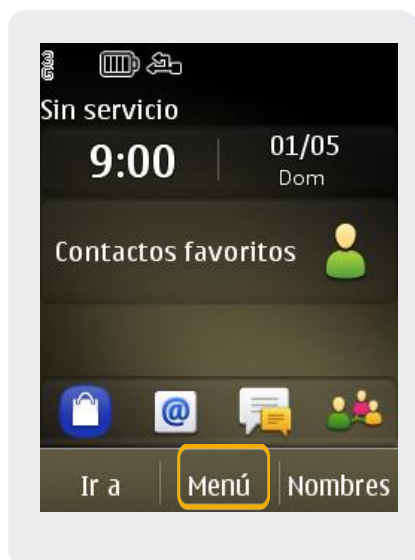 Sin servicio
9:00
01/05
Dom
Contactos favoritos
@
Ir a Menú Nombres